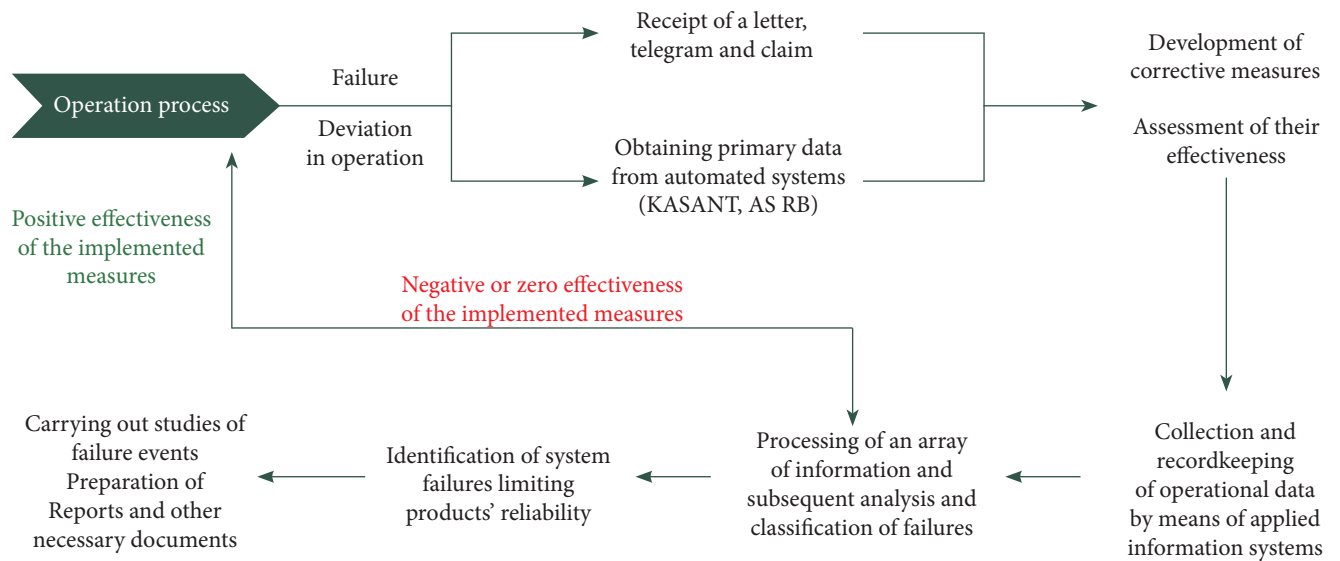 Operation process
Failure
Deviation
in operation
Receipt of a letter,
telegram and claim
Obtaining primary data
from automated systems
(KASANT, AS RB)
Development of
corrective measures
Assessment of their
effectiveness
Positive effectiveness
of the implemented
measures
Negative or zero effectiveness
of the implemented measures
Carrying out studies of
failure events
Preparation of
Reports and other
necessary documents
Identification of system
failures limiting
products’ reliability
Processing of an array
of information and
subsequent analysis and
classification of failures
Collection and
recordkeeping
of operational data
by means of applied
information systems